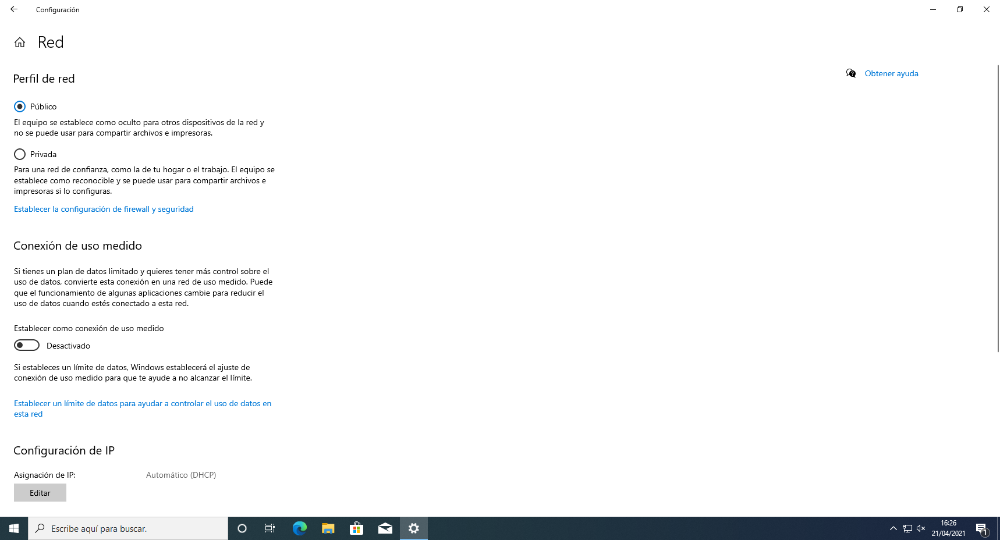 Configuración
Red
Perfil de red
Obtener ayuda
Público
El equipo se establece como oculto para otros dispositivos de la red y
no se puede usar para compartir archivos e impresoras.
Privada
Para una red de confianza, como la de tu hogar o el trabajo. El equipo se
establece como reconocible y se puede usar para compartir archivos e
impresoras si lo configuras.
Establecer la configuración de firewall y seguridad
Conexión de uso medido
Si tienes un plan de datos limitado y quieres tener más control sobre el
uso de datos, convierte esta conexión en una red de uso medido. Puede
que el funcionamiento de algunas aplicaciones cambie para reducir el
uso de datos cuando estés conectado a esta red.
Establecer como conexión de uso medido
Desactivado
Si estableces un límite de datos, Windows establecerá el ajuste de
conexión de uso medido para que te ayude a no alcanzar el límite.
Establecer un límite de datos para ayudar a controlar el uso de datos en
esta red
Configuración de IP
Asignación de IP: Automático (DHCP)
Editar
Escribe aquí para buscar.
16:26
21/04/2021
1